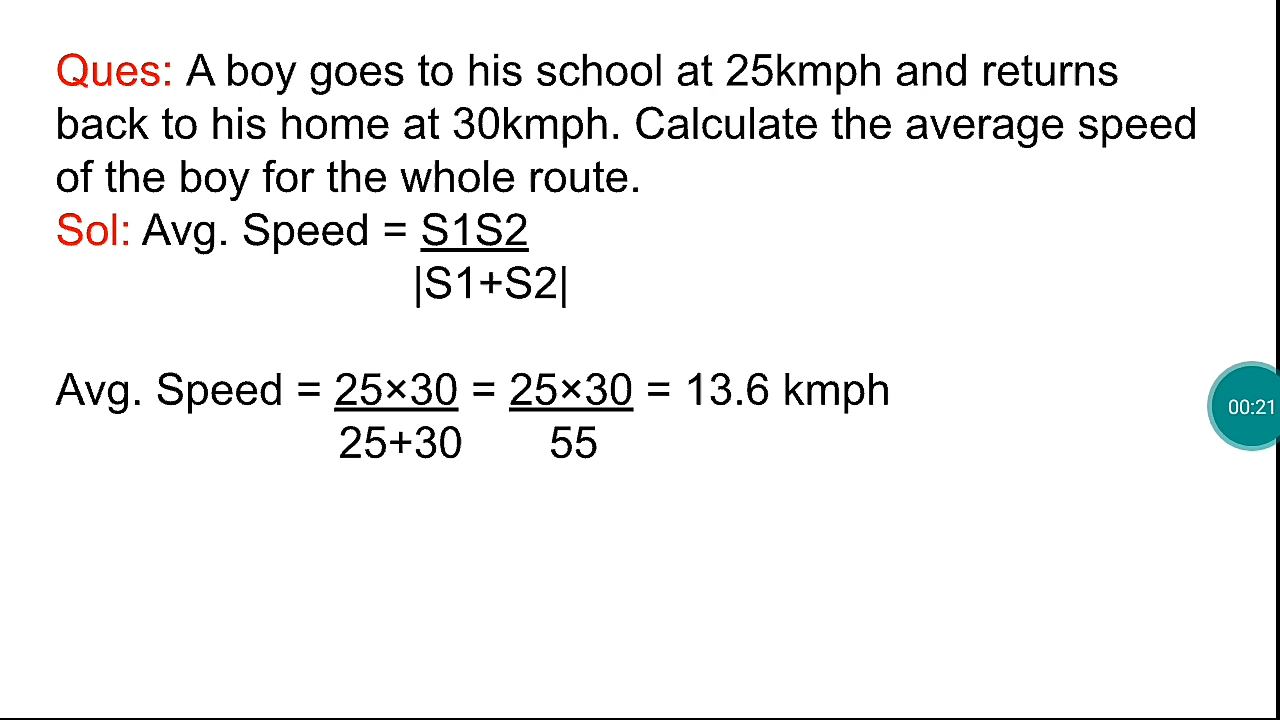 Ques: A boy goes to his school at 25kmph and returns
back to his home at 30kmph. Calculate the average speed
of the boy for the whole route.
Sol: Avg. Speed = S1S2
|S1+S2|
Avg. Speed = 25×30 = 25×30 = 13.6 kmph
25+30 55
00:21